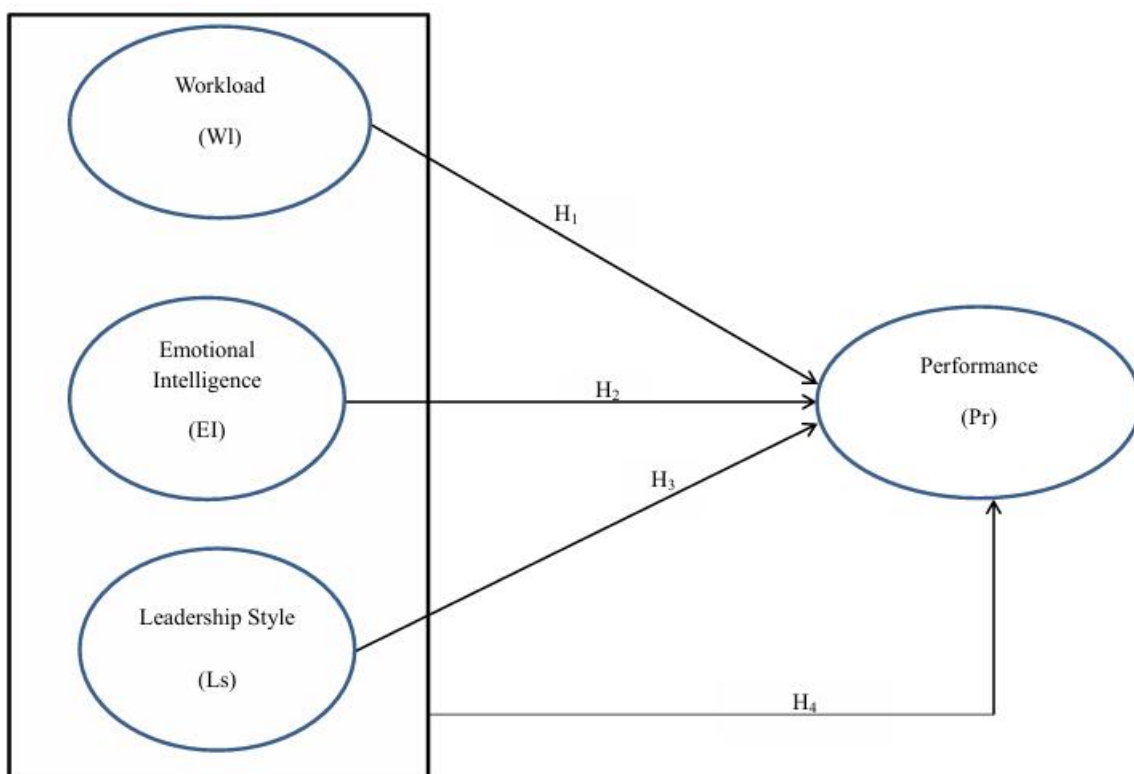 Workload
(Wl)
H₁
Emotional
Intelligence
(EI)
H₂
Performance
(Pr)
H₃
Leadership Style
(Ls)
H₄